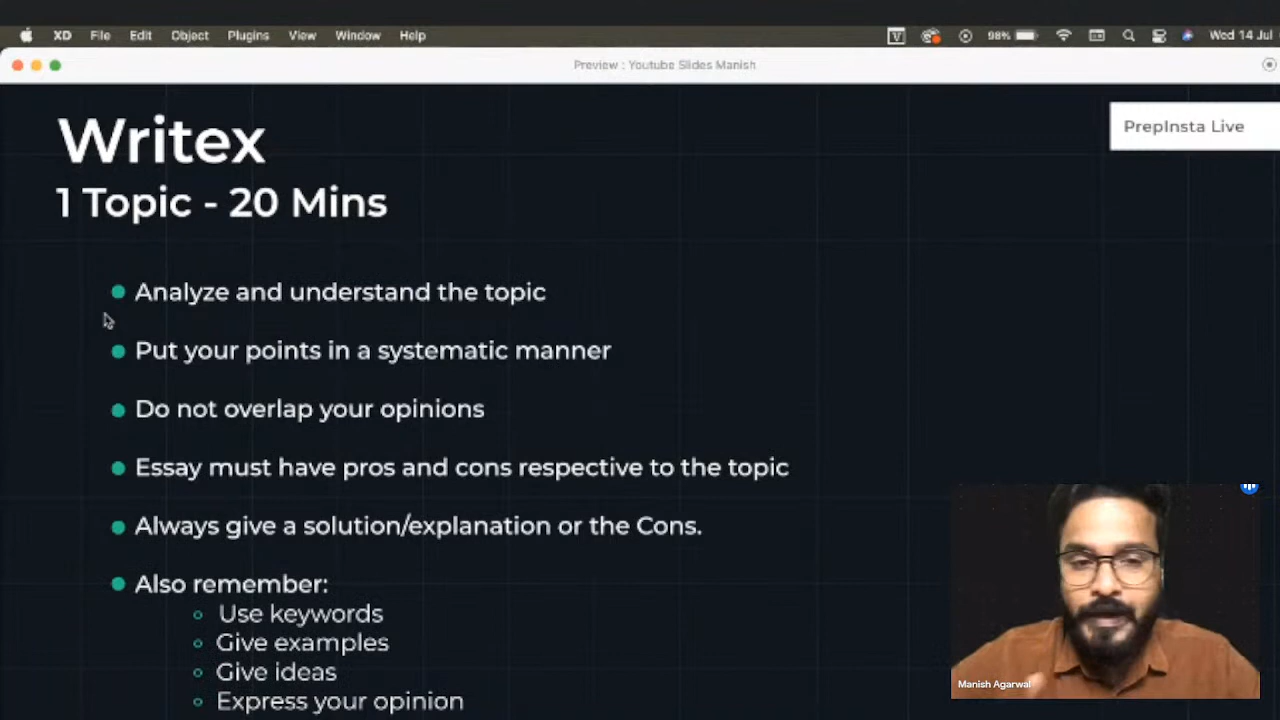 XD File Edit Object Plugins View Window Help 98% Wed 14 Jul
Preview : Youtube Slides Manish
PrepInsta Live
Writex
1 Topic - 20 Mins
Analyze and understand the topic
Put your points in a systematic manner
Do not overlap your opinions
Essay must have pros and cons respective to the topic
Always give a solution/explanation or the Cons.
Also remember:
Use keywords
Give examples
Give ideas
Express your opinion
Manish Agarwal